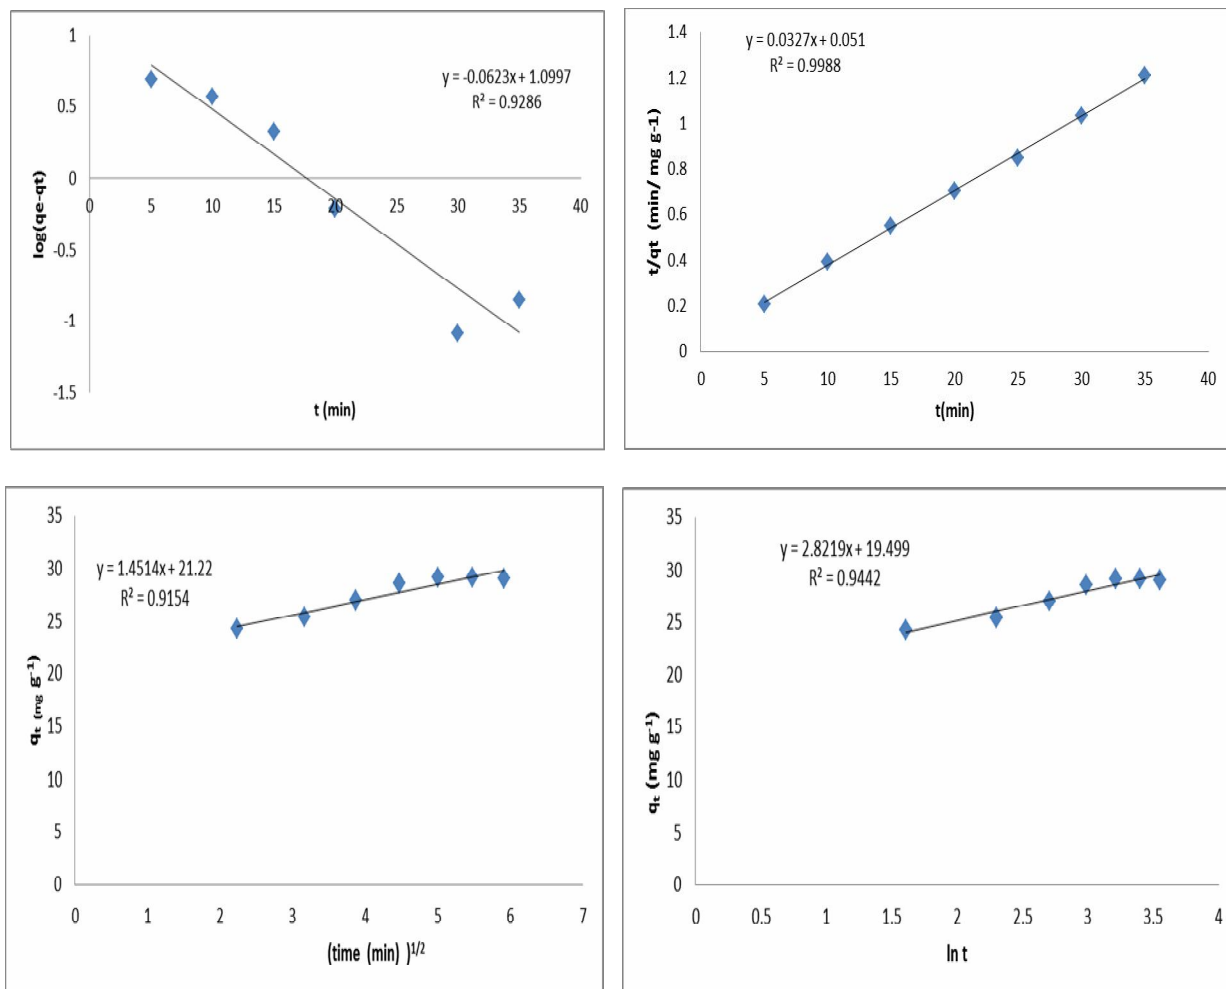 1
0.5
0
-0.5
-1
-1.5
0 5 10 15 20 25 30 35 40
log(qe-qt)
t (min)
y = -0.0623x + 1.0997
R² = 0.9286
1.4
1.2
1
0.8
0.6
0.4
0.2
0
0 5 10 15 20 25 30 35 40
t/qt (min/ mg g-1)
t(min)
y = 0.0327x + 0.051
R² = 0.9988
35
30
25
20
15
10
5
0
0 1 2 3 4 5 6 7
qt (mg g-1)
(time (min) )1/2
y = 1.4514x + 21.22
R² = 0.9154
35
30
25
20
15
10
5
0
0 0.5 1 1.5 2 2.5 3 3.5 4
qt (mg g-1)
ln t
y = 2.8219x + 19.499
R² = 0.9442